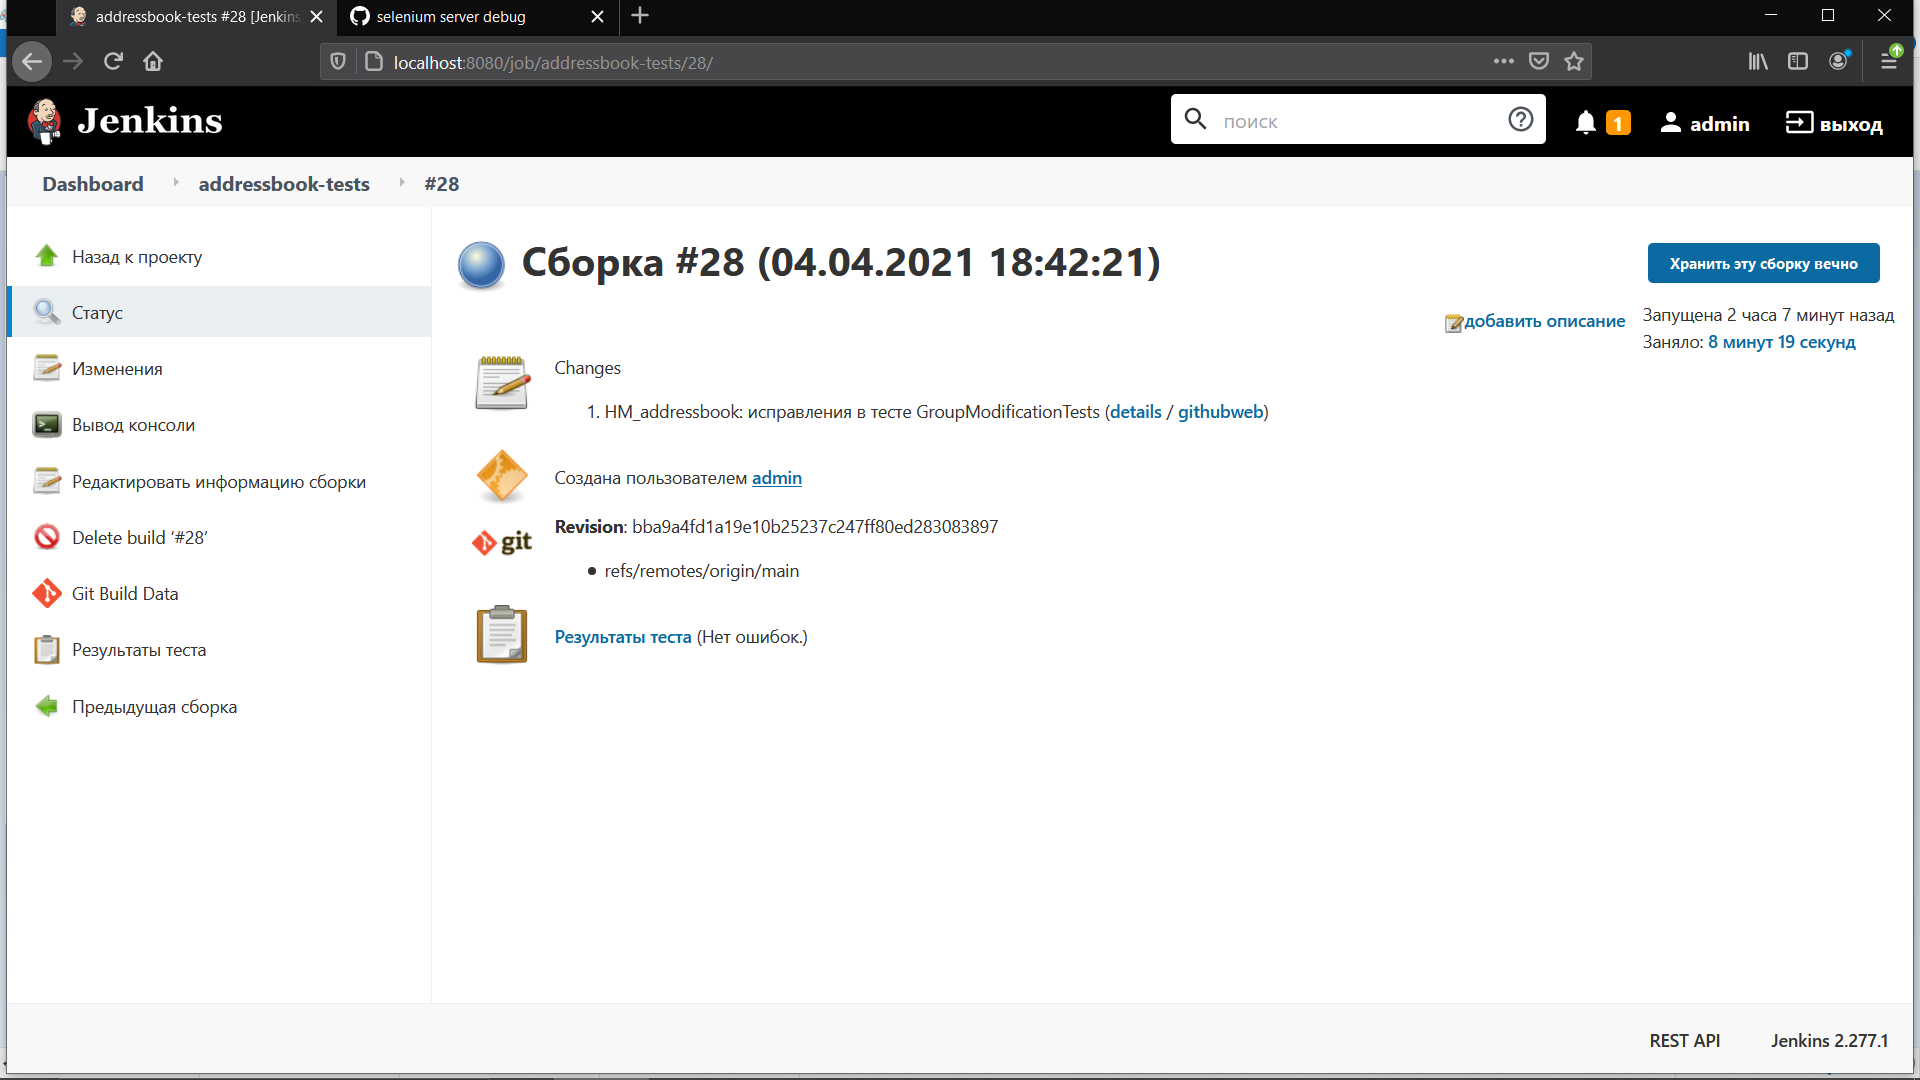 addressbook-tests #28 [Jenkins
selenium server debug
localhost:8080/job/addressbook-tests/28/
Jenkins
поиск
1
admin
выход
Dashboard
addressbook-tests
#28
Назад к проекту
Статус
Изменения
Вывод консоли
Редактировать информацию сборки
Delete build ‘#28’
Git Build Data
Результаты теста
Предыдущая сборка
Сборка #28 (04.04.2021 18:42:21)
Хранить эту сборку вечно
добавить описание
Запущена 2 часа 7 минут назад
Заняло: 8 минут 19 секунд
Changes
1. HM_addressbook: исправления в тесте GroupModificationTests (details / githubweb)
Создана пользователем admin
git
Revision: bba9a4fd1a19e10b25237c247ff80ed283083897
refs/remotes/origin/main
Результаты теста (Нет ошибок.)
REST API
Jenkins 2.277.1